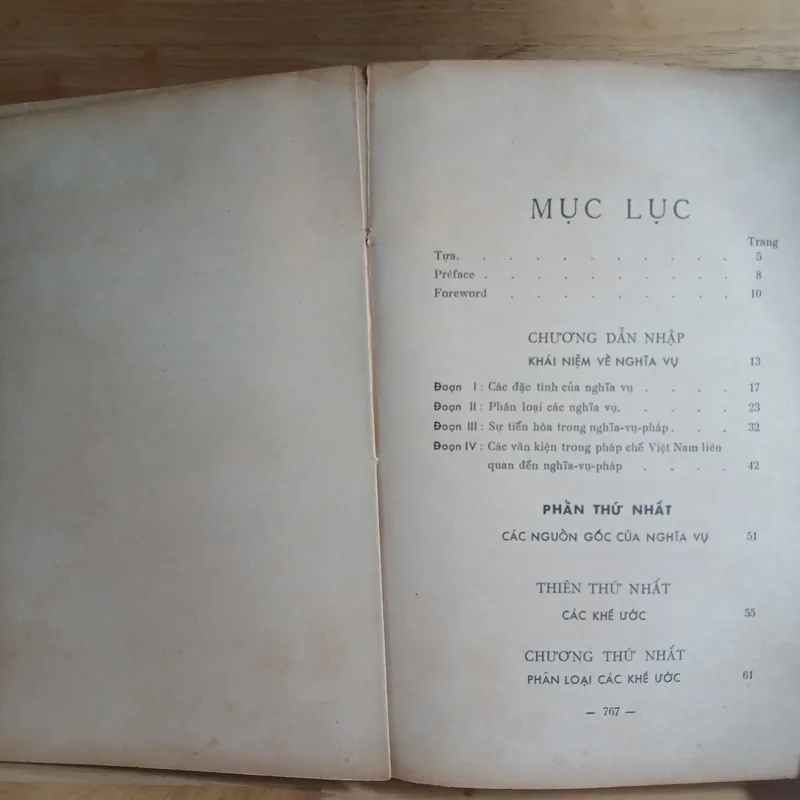 MỤC LỤC
Trang
Tựa. . . . . . . . . . . 5
Préface . . . . . . . . . . 8
Foreword . . . . . . . . . 10
CHƯƠNG DẪN NHẬP
KHÁI NIỆM VỀ NGHĨA VỤ 13
Đoạn I : Các đặc tính của nghĩa vụ . . . . 17
Đoạn II : Phân loại các nghĩa vụ. . . . . 23
Đoạn III : Sự tiến hóa trong nghĩa-vụ-pháp . . . 32
Đoạn IV : Các văn kiện trong pháp chế Việt Nam liên
quan đến nghĩa-vụ-pháp . . . . 42
PHẦN THỨ NHẤT
CÁC NGUỒN GỐC CỦA NGHĨA VỤ 51
THIÊN THỨ NHẤT
CÁC KHẾ ƯỚC 55
CHƯƠNG THỨ NHẤT
PHÂN LOẠI CÁC KHẾ ƯỚC 61
— 767 —